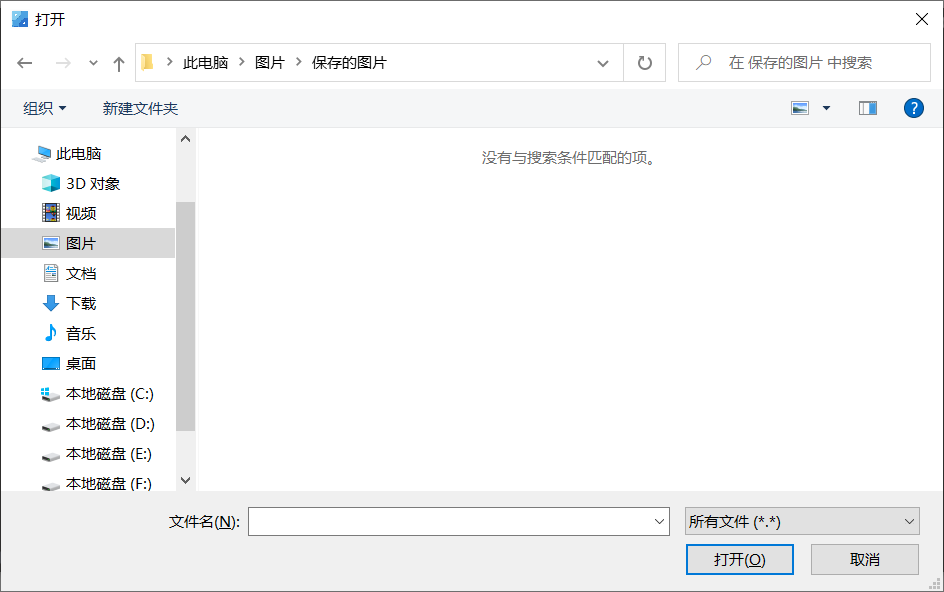 打开
此电脑 图片 保存的图片
在 保存的图片 中搜索
组织 新建文件夹
?
此电脑
3D 对象
视频
图片
文档
下载
音乐
桌面
本地磁盘 (C:)
本地磁盘 (D:)
本地磁盘 (E:)
本地磁盘 (F:)
没有与搜索条件匹配的项。
文件名(N):
所有文件 (*.*)
打开(O)
取消